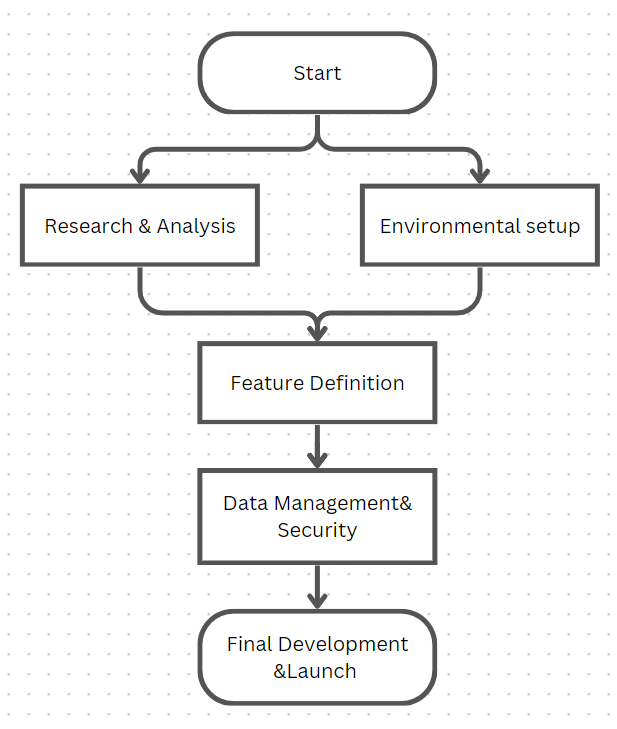 Start
Research & Analysis
Environmental setup
Feature Definition
Data Management&
Security
Final Development
&Launch